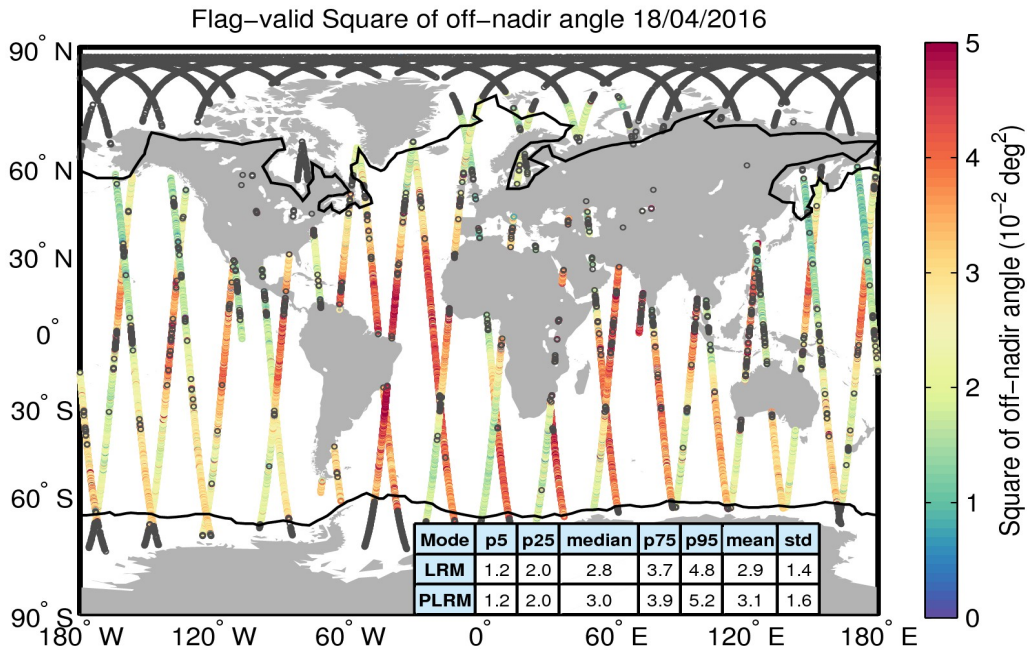 Flag−valid Square of off−nadir angle 18/04/2016
90° N
60° N
30° N
0°
30° S
60° S
90° S
180° W
120° W
60° W
0°
60° E
120° E
180° E
5
4
3
2
1
0
Square of off−nadir angle (10⁻² deg²)
Mode p5 p25 median p75 p95 mean std
LRM 1.2 2.0 2.8 3.7 4.8 2.9 1.4
PLRM 1.2 2.0 3.0 3.9 5.2 3.1 1.6